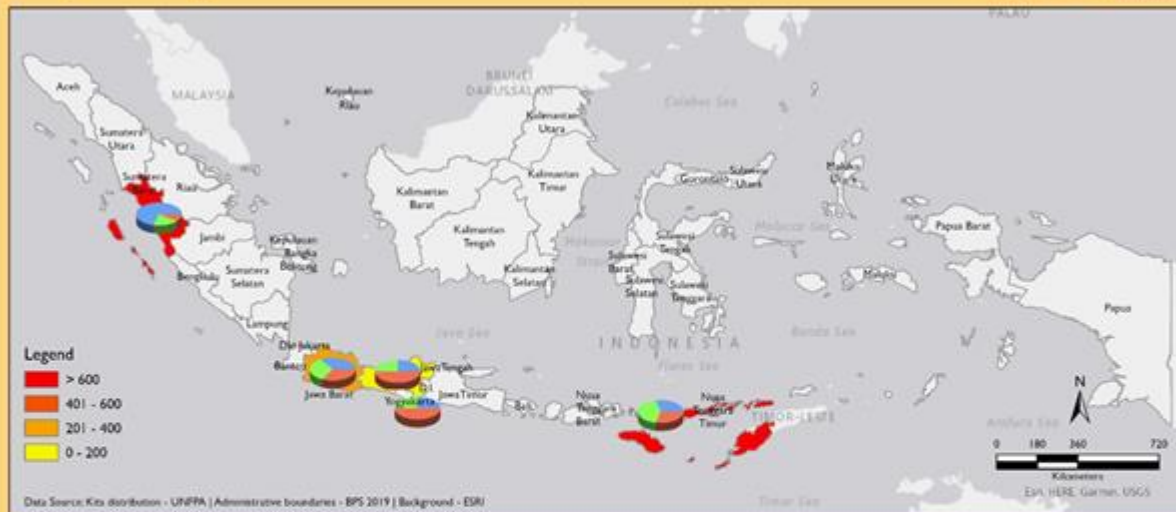 PALAU
Aceh
MALAYSIA
Kepulauan
Riau
BRUNEI
DARUSSALAM
Celebes Sea
Sumatera
Utara
Kalimantan
Utara
Maluku
Utara
Sumatera
Riau
Kalimantan
Barat
Kalimantan
Timur
Gorontalo
Sulawesi
Utara
Jambi
Kepulauan
Bangka
Belitung
Kalimantan
Tengah
Sulawesi
Tengah
Molucca Sea
Papua Barat
Bengkulu
Sumatera
Selatan
Kalimantan
Selatan
Sulawesi
Barat
Sulawesi
Selatan
Sulawesi
Tenggara
Maluku
Papua
Lampung
Java Sea
Banda Sea
INDONESIA
Dki Jakarta
Banten
Jawa Tengah
Flores Sea
Jawa Barat
Yogyakarta
Jawa Timur
Bali
Nusa
Tenggara
Barat
Nusa
Tenggara
Timur
TIMOR-LESTE
Arafura Sea
Timor Sea
Legend
> 600
401 - 600
201 - 400
0 - 200
N
0 180 360 720
Kilometers
Esri, HERE, Garmin, USGS
Data Source: Kits distribution - UNFPA | Administrative boundaries - BPS 2019 | Background - ESRI